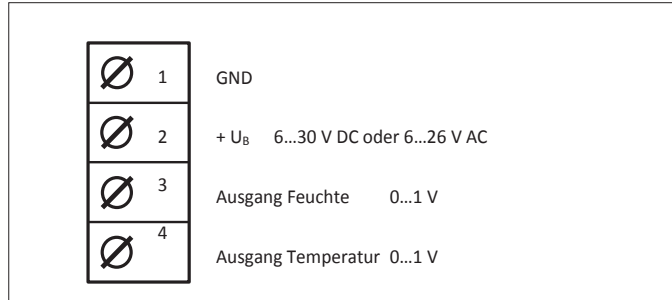 1 GND
2 + UB 6...30 V DC oder 6...26 V AC
3 Ausgang Feuchte 0...1 V
4 Ausgang Temperatur 0...1 V